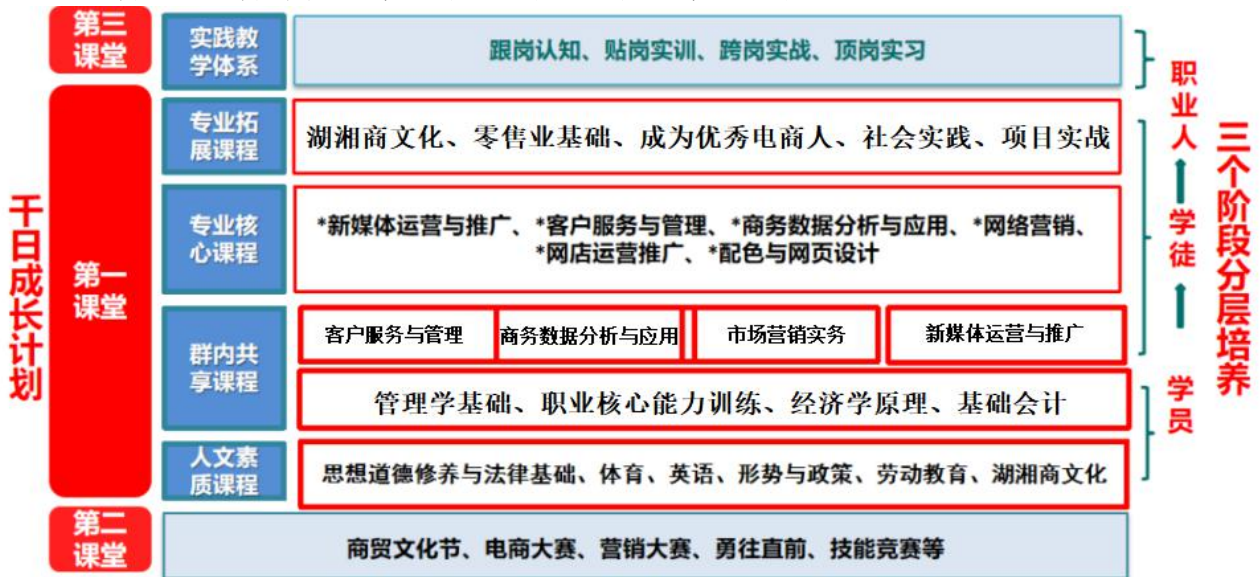 第三
课堂
实践教
学体系
跟岗认知、贴岗实训、跨岗实战、顶岗实习
千日成长计划
第一
课堂
专业拓
展课程
湖湘商文化、零售业基础、成为优秀电商人、社会实践、项目实战
专业核
心课程
*新媒体运营与推广、*客户服务与管理、*商务数据分析与应用、*网络营销、
*网店运营推广、*配色与网页设计
群内共
享课程
客户服务与管理
商务数据分析与应用
市场营销实务
新媒体运营与推广
管理学基础、职业核心能力训练、经济学原理、基础会计
人文素
质课程
思想道德修养与法律基础、体育、英语、形势与政策、劳动教育、湖湘商文化
第二
课堂
商贸文化节、电商大赛、营销大赛、勇往直前、技能竞赛等
职业人
学徒
学员
三个阶段分层培养